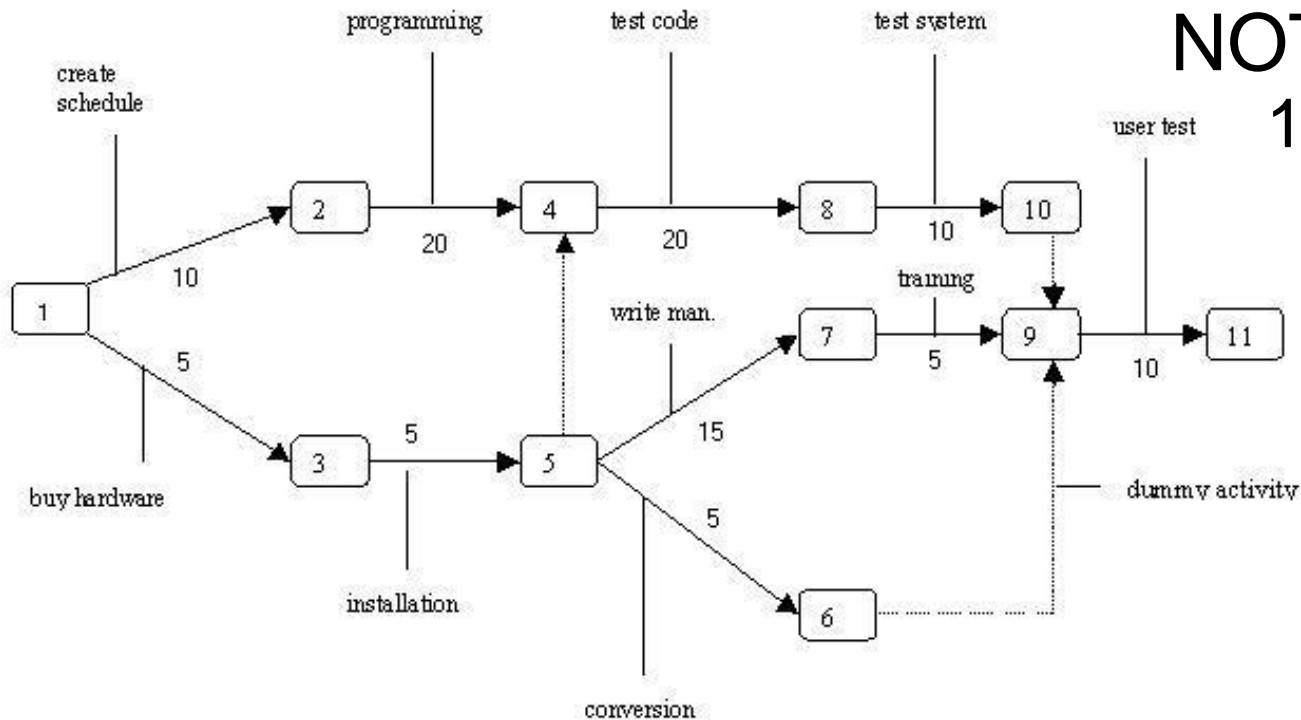 programming
test code
test system
NOT
1
create
schedule
user test
2
4
8
10
20
20
10
10
training
1
write man.
7
9
11
5
5
10
5
15
3
5
dummy activity
buy hardware
5
installation
6
conversion